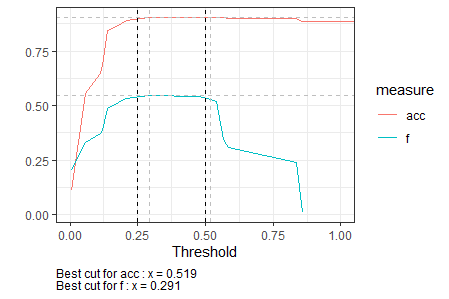 0.75
0.50
0.25
0.00
0.00 0.25 0.50 0.75 1.00
Threshold
measure
acc
f
Best cut for acc : x = 0.519
Best cut for f : x = 0.291